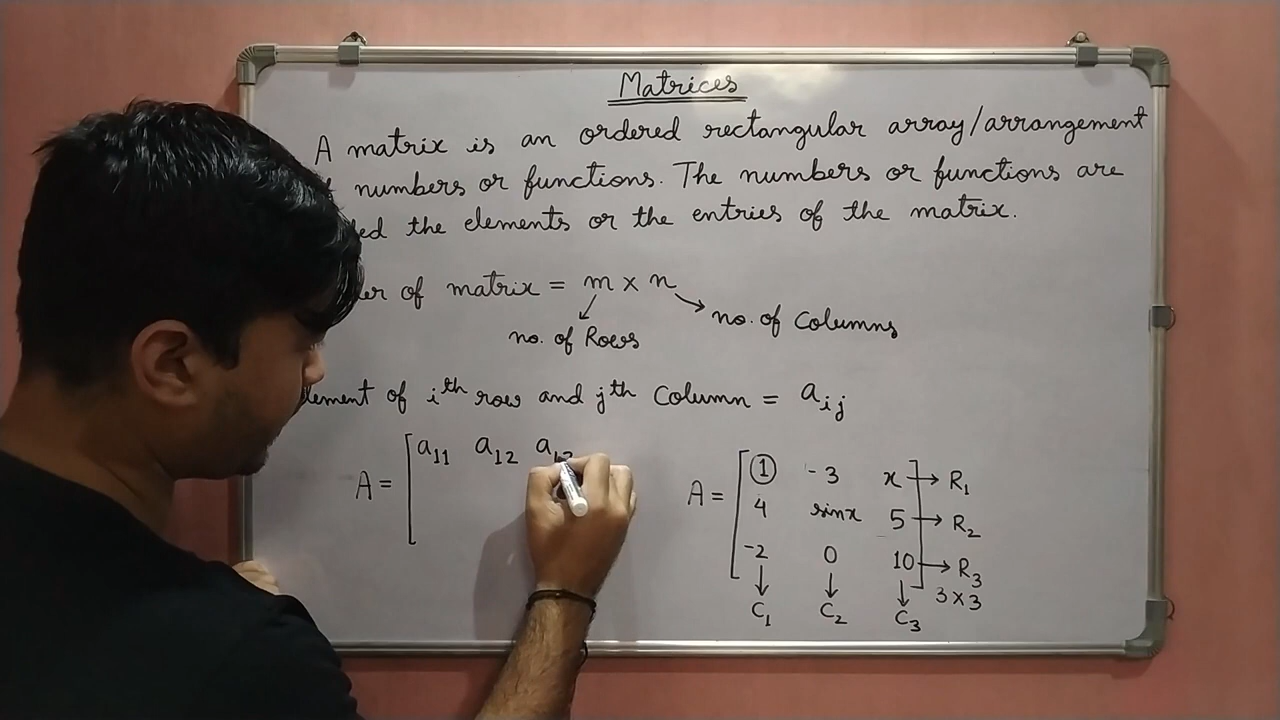 Matrices
A matrix is an ordered rectangular array/arrangement
numbers or functions. The numbers or functions are
the elements or the entries of the matrix.
of matrix = m × n
no. of Rows
no. of Columns
of iᵗʰ row and jᵗʰ Column = aᵢⱼ
A = [ a₁₁ a₁₂ a₁₃
A = [ ① -3 x ] → R₁
4 sinx 5 → R₂
-2 0 10 → R₃
3×3
↓ ↓ ↓
C₁ C₂ C₃